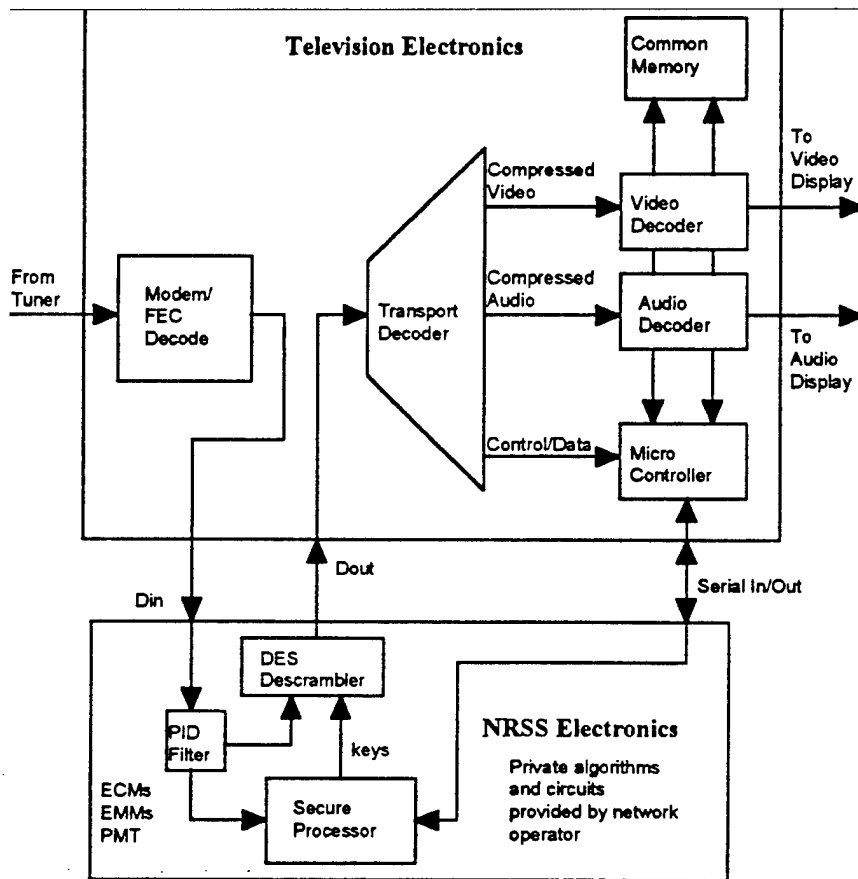 Television Electronics
Common
Memory
To
Video
Display
Compressed
Video
Video
Decoder
From
Tuner
Modem/
FEC
Decode
Transport
Decoder
Compressed
Audio
Audio
Decoder
To
Audio
Display
Control/Data
Micro
Controller
Din
Dout
Serial In/Out
DES
Descrambler
PID
Filter
keys
NRSS Electronics
ECMs
EMMs
PMT
Secure
Processor
Private algorithms
and circuits
provided by network
operator